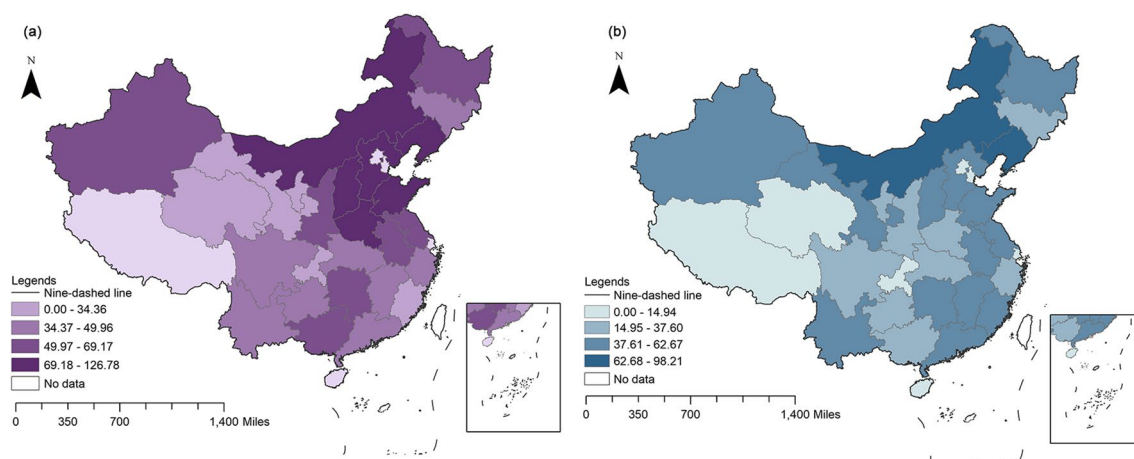 (a)
N
Legends
Nine-dashed line
0.00 - 34.36
34.37 - 49.96
49.97 - 69.17
69.18 - 126.78
No data
0 350 700 1,400 Miles
(b)
N
Legends
Nine-dashed line
0.00 - 14.94
14.95 - 37.60
37.61 - 62.67
62.68 - 98.21
No data
0 350 700 1,400 Miles